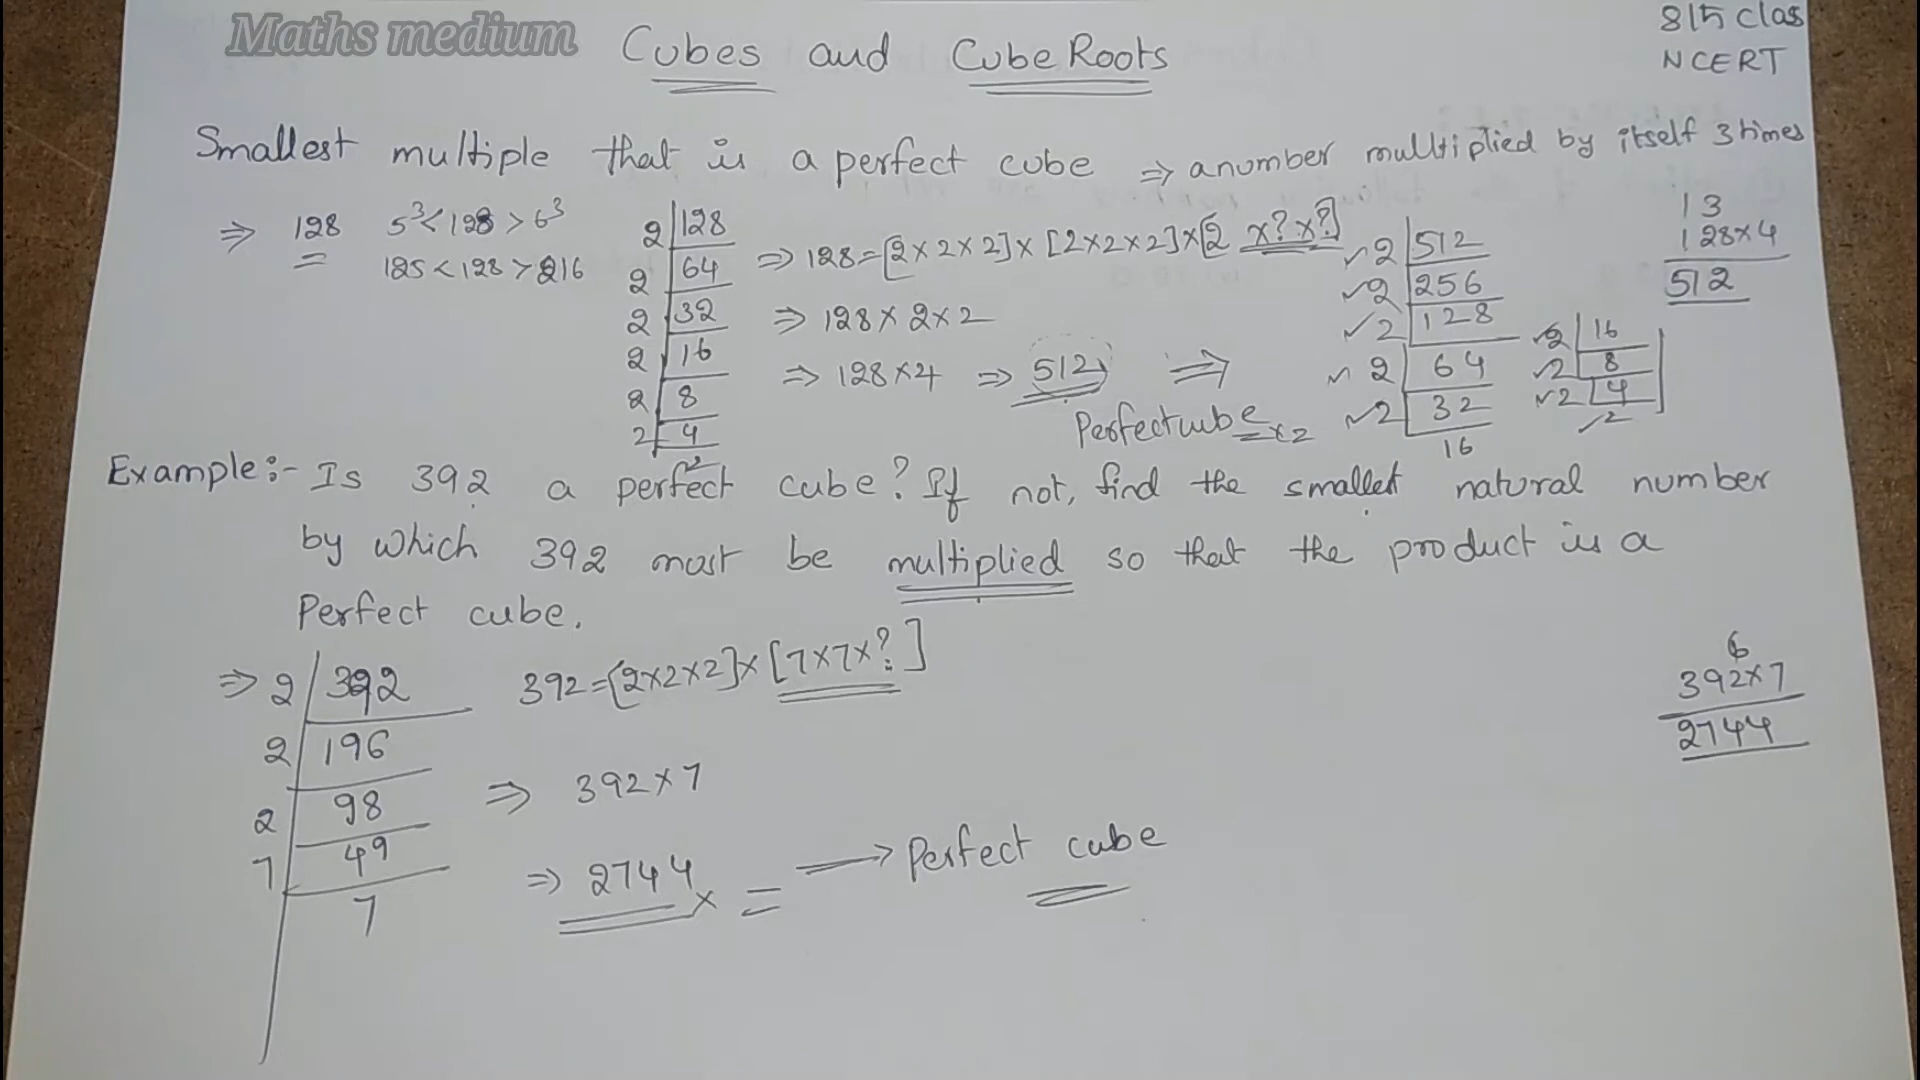 Maths medium
Cubes and Cube Roots
8th Clas
NCERT
Smallest multiple that is a perfect cube ⇒ a number multiplied by itself 3 times
⇒ 128 5³ < 128 > 6³
125 < 128 > 216
2 | 128
2 | 64
2 | 32
2 | 16
2 | 8
2 | 4
2
⇒ 128 = [2 × 2 × 2] × [2 × 2 × 2] × [2 × ? × ?]
⇒ 128 × 2 × 2
⇒ 128 × 4 ⇒ 512 ⇒
Perfect cube
✓ 2 | 512
✓ 2 | 256
✓ 2 | 128
✓ 2 | 64
✓ 2 | 32
16
✓ 2 | 16
✓ 2 | 8
✓ 2 | 4
✓ 2
1 3
128 × 4
512
Example :- Is 392 a perfect cube? If not, find the smallest natural number
by which 392 must be multiplied so that the product is a
Perfect cube.
⇒ 2 | 392
2 | 196
2 | 98
7 | 49
7
392 = [2 × 2 × 2] × [7 × 7 × ?]
⇒ 392 × 7
⇒ 2744 → Perfect cube
6
392 × 7
2744